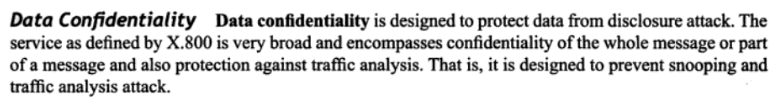 Data Confidentiality Data confidentiality is designed to protect data from disclosure attack. The
service as defined by X.800 is very broad and encompasses confidentiality of the whole message or part
of a message and also protection against traffic analysis. That is, it is designed to prevent snooping and
traffic analysis attack.